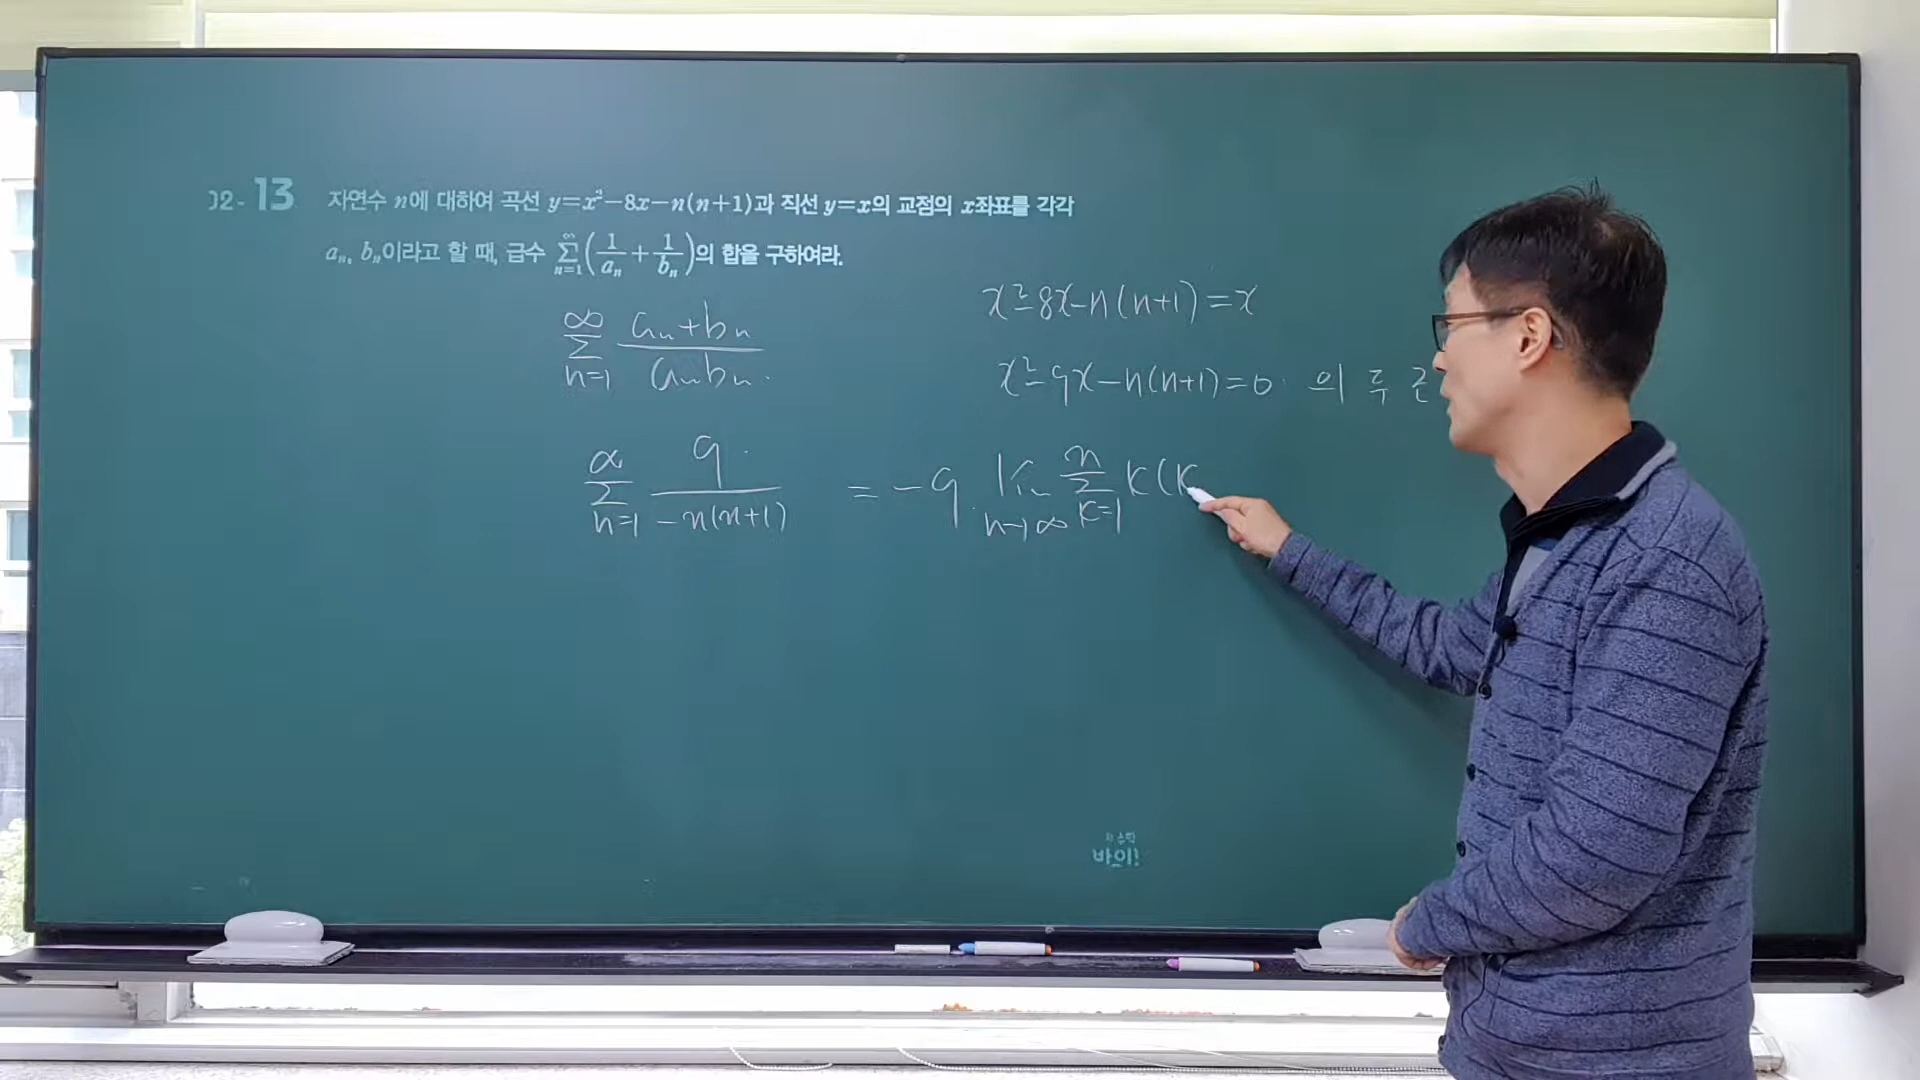 02-13 자연수 n에 대하여 곡선 y=x²-8x-n(n+1)과 직선 y=x의 교점의 x좌표를 각각
aₙ, bₙ이라고 할 때, 급수 ∑_{n=1}^{∞}(1/aₙ+1/bₙ)의 합을 구하여라.
x²-8x-n(n+1)=x
∑_{n=1}^{∞} (aₙ+bₙ)/(aₙbₙ)
x²-9x-n(n+1)=0 의 두 근
∑_{n=1}^{∞} 9/(-n(n+1)) = -9 lim_{n→∞} ∑_{k=1}^{n} k(k
바이!